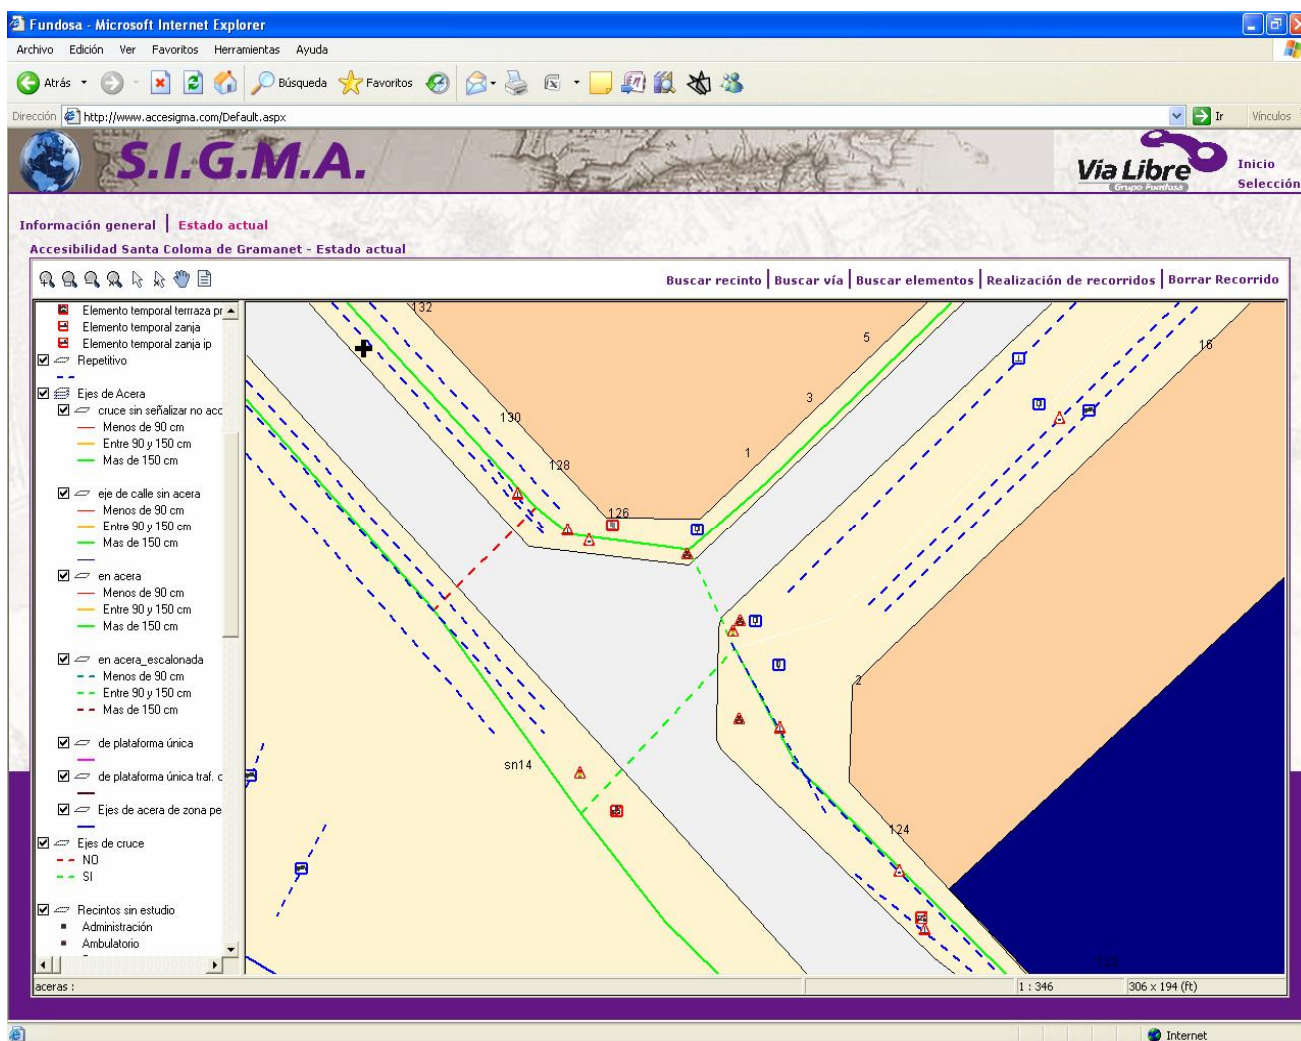 Fundosa - Microsoft Internet Explorer
Archivo Edición Ver Favoritos Herramientas Ayuda
Atrás Búsqueda Favoritos
Dirección http://www.accesigma.com/Default.aspx Ir Vínculos
S.I.G.M.A.
Vía Libre
Grupo Fundosa
Inicio
Selección
Información general | Estado actual
Accesibilidad Santa Coloma de Gramanet - Estado actual
Buscar recinto | Buscar vía | Buscar elementos | Realización de recorridos | Borrar Recorrido
Elemento temporal terrraza pr
Elemento temporal zanja
Elemento temporal zanja ip
Repetitivo
Ejes de Acera
cruce sin señalizar no acc
Menos de 90 cm
Entre 90 y 150 cm
Mas de 150 cm
eje de calle sin acera
Menos de 90 cm
Entre 90 y 150 cm
Mas de 150 cm
en acera
Menos de 90 cm
Entre 90 y 150 cm
Mas de 150 cm
en acera_escalonada
Menos de 90 cm
Entre 90 y 150 cm
Mas de 150 cm
de plataforma única
de plataforma única traf. c
Ejes de acera de zona pe
Ejes de cruce
NO
SI
Recintos sin estudio
Administración
Ambulatorio
132
5
16
3
130
1
128
126
2
sn14
124
122
aceras :
1 : 346
306 x 194 (ft)
Internet